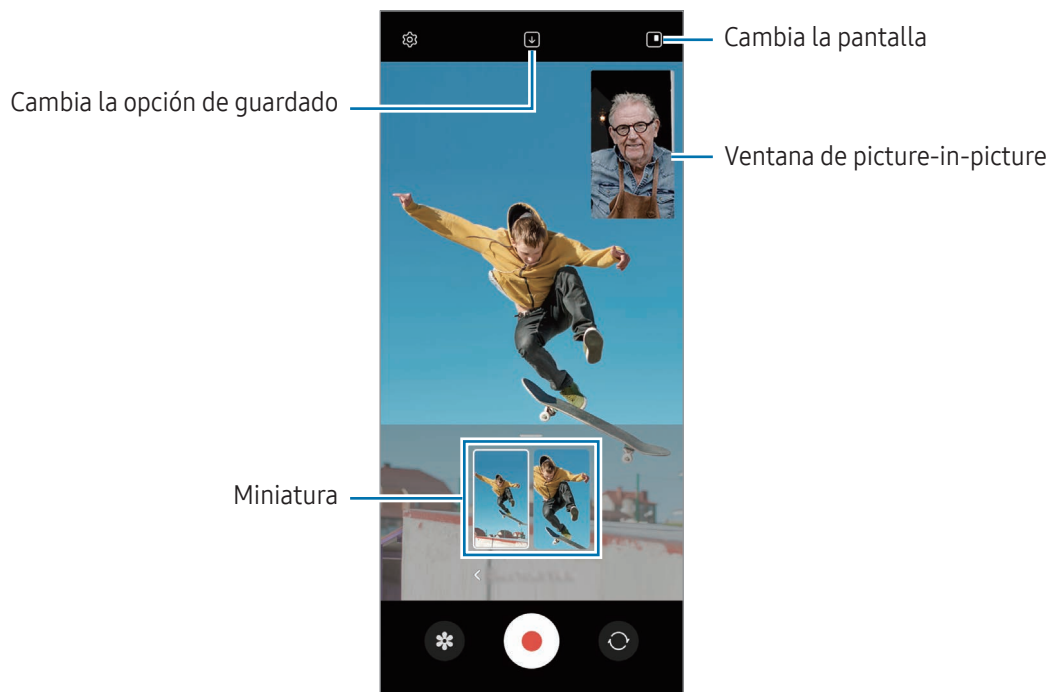 Cambia la pantalla
Cambia la opción de guardado
Ventana de picture-in-picture
Miniatura